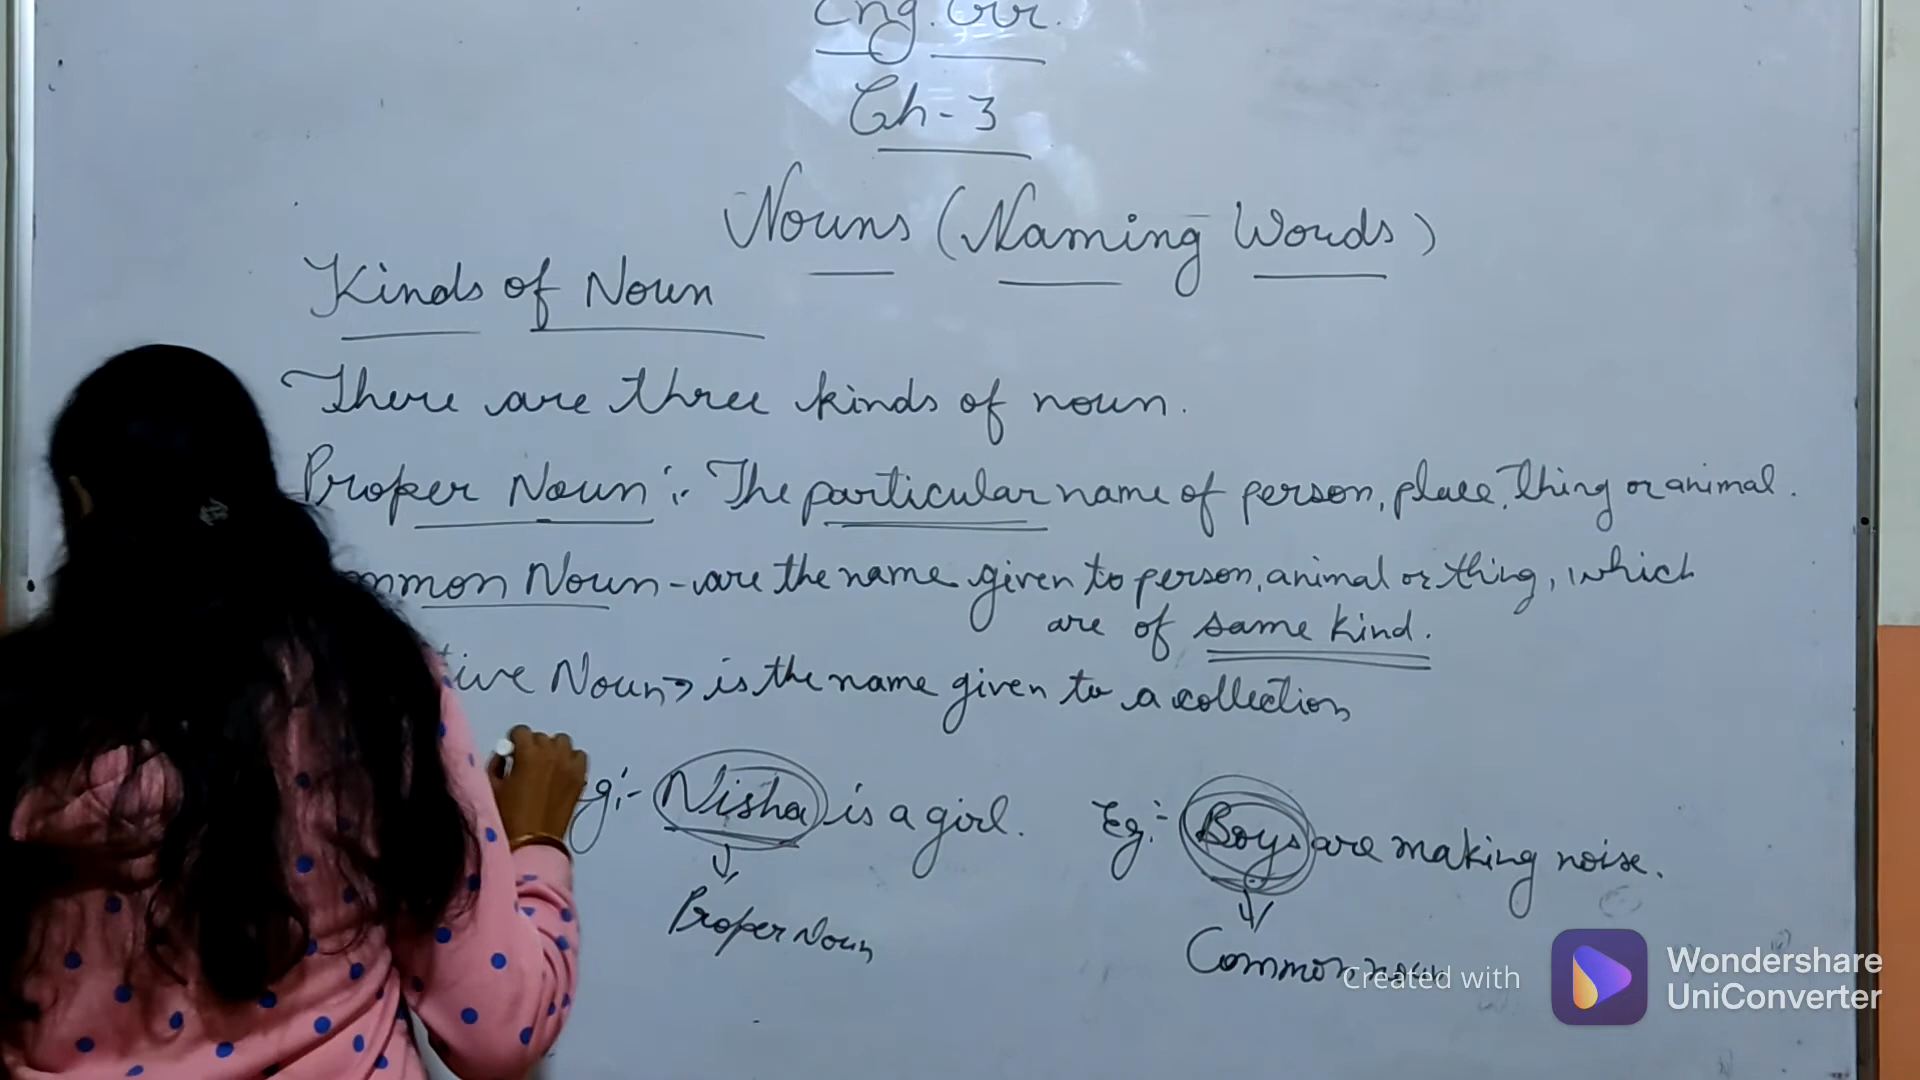 Eng. Gr.
Ch-3
Nouns (Naming Words)
Kinds of Noun
There are three kinds of noun.
Proper Noun :- The particular name of person, place, thing or animal.
mmon Noun - are the name given to person, animal or thing, which
are of same kind.
tive Noun → is the name given to a collection
g:- Nisha is a girl.
Proper Noun
Eg:- Boys are making noise.
Common noun
Created with
Wondershare
UniConverter